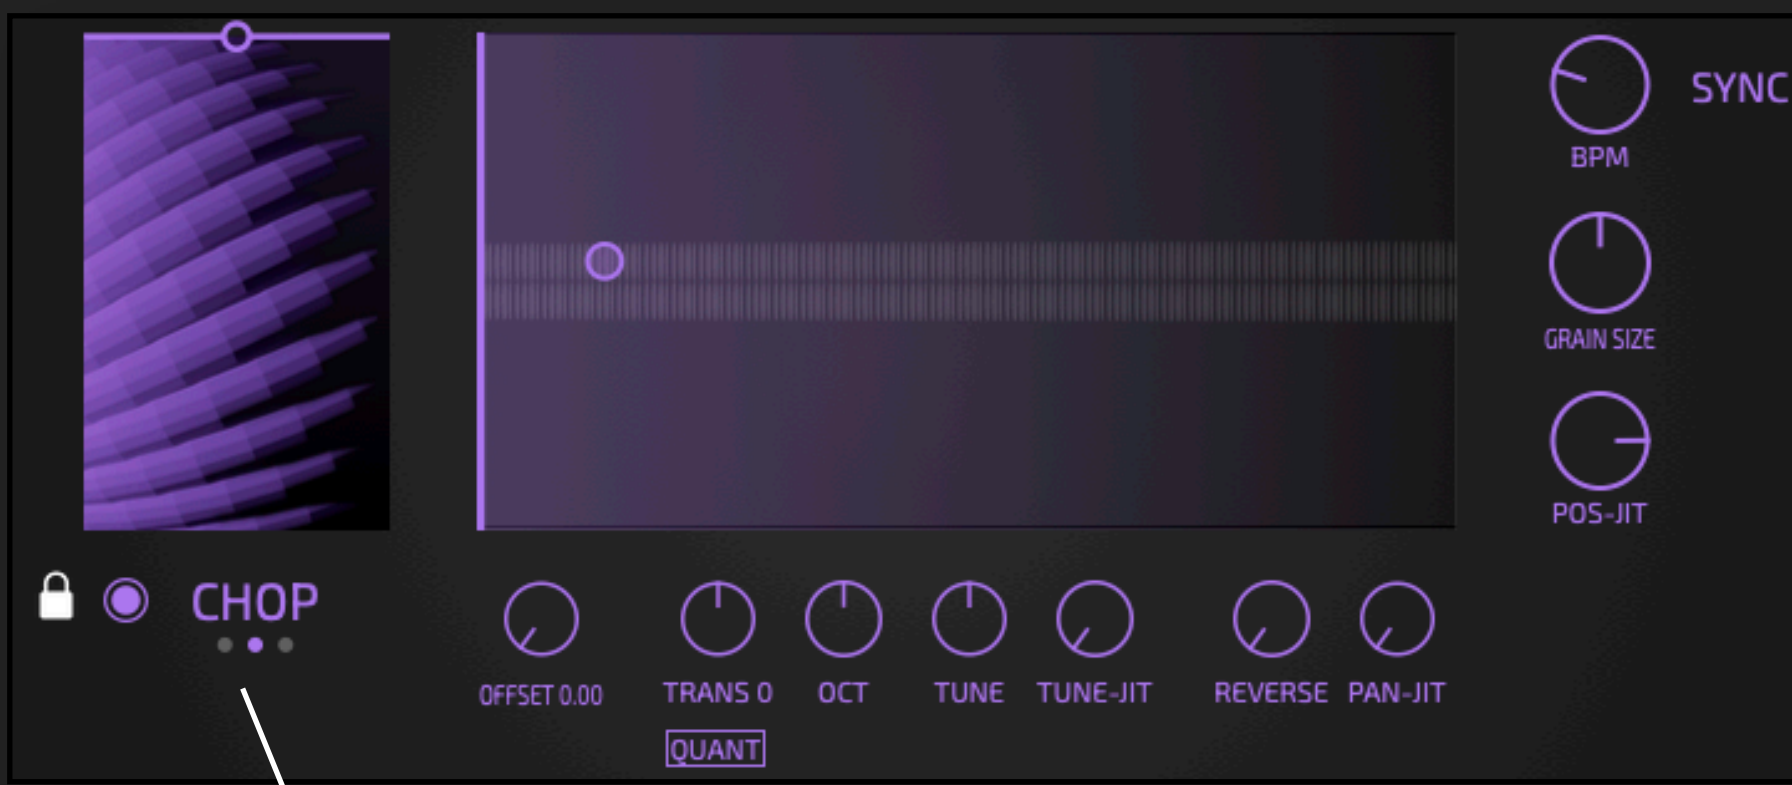 SYNC
BPM
GRAIN SIZE
POS-JIT
CHOP
OFFSET 0.00 TRANS 0 OCT TUNE TUNE-JIT REVERSE PAN-JIT
QUANT